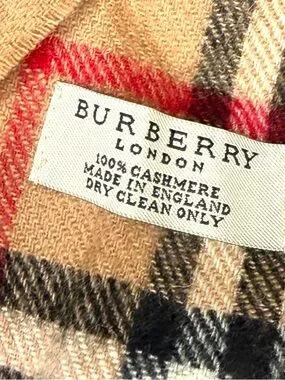 BURBERRY
LONDON
100% CASHMERE
MADE IN ENGLAND
DRY CLEAN ONLY